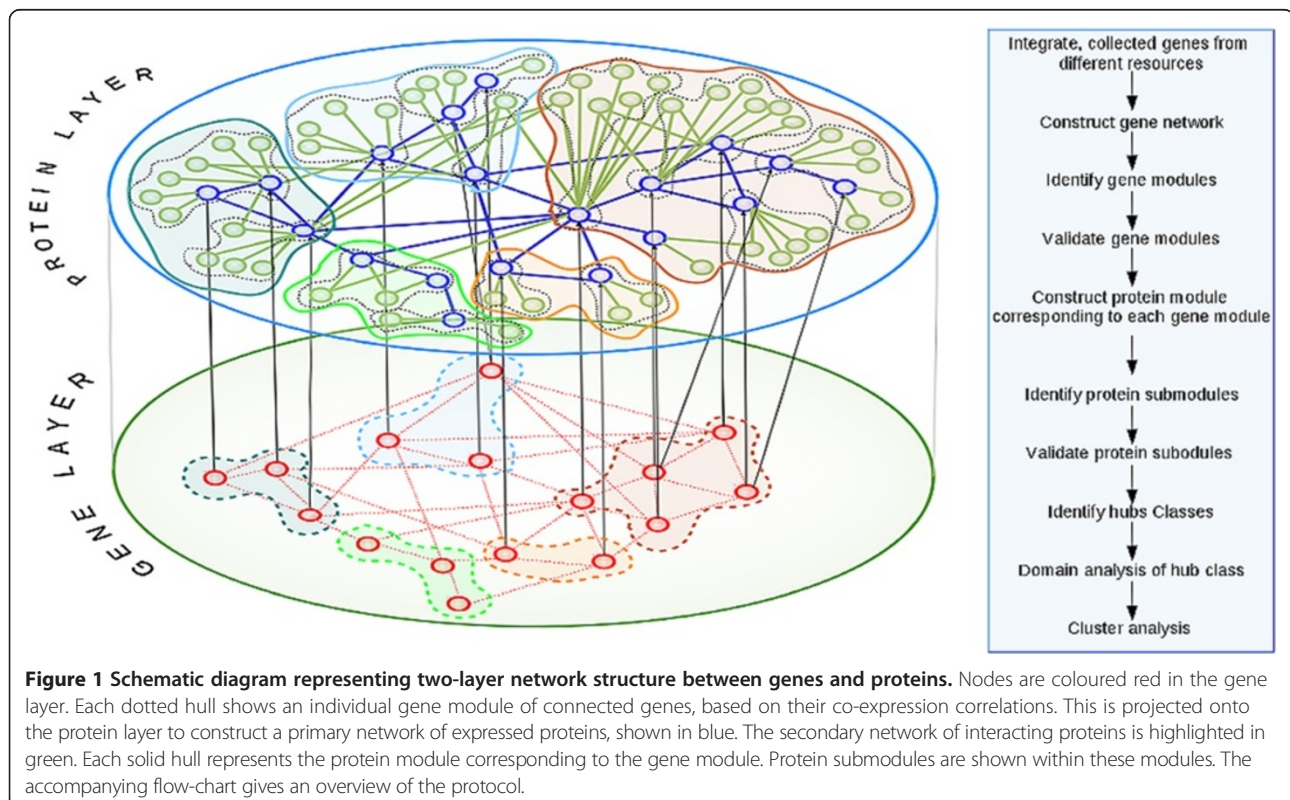 PROTEIN LAYER
GENE LAYER
Integrate, collected genes from
different resources
Construct gene network
Identify gene modules
Validate gene modules
Construct protein module
corresponding to each gene module
Identify protein submodules
Validate protein subodules
Identify hubs Classes
Domain analysis of hub class
Cluster analysis
Figure 1 Schematic diagram representing two-layer network structure between genes and proteins. Nodes are coloured red in the gene
layer. Each dotted hull shows an individual gene module of connected genes, based on their co-expression correlations. This is projected onto
the protein layer to construct a primary network of expressed proteins, shown in blue. The secondary network of interacting proteins is highlighted in
green. Each solid hull represents the protein module corresponding to the gene module. Protein submodules are shown within these modules. The
accompanying flow-chart gives an overview of the protocol.